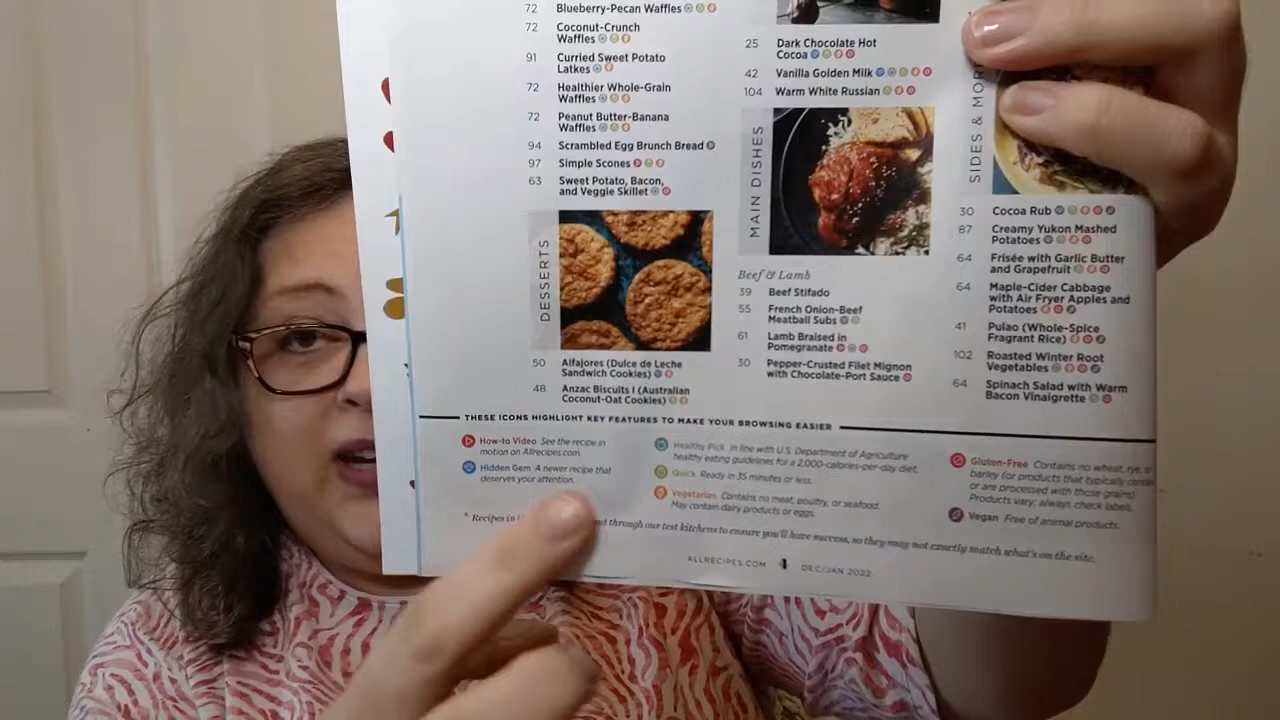 72 Blueberry-Pecan Waffles
72 Coconut-Crunch
Waffles
91 Curried Sweet Potato
Latkes
72 Healthier Whole-Grain
Waffles
72 Peanut Butter-Banana
Waffles
94 Scrambled Egg Brunch Bread
97 Simple Scones
63 Sweet Potato, Bacon,
and Veggie Skillet
DESSERTS
50 Alfajores (Dulce de Leche
Sandwich Cookies)
48 Anzac Biscuits I (Australian
Coconut-Oat Cookies)
25 Dark Chocolate Hot
Cocoa
42 Vanilla Golden Milk
104 Warm White Russian
MAIN DISHES
Beef & Lamb
39 Beef Stifado
55 French Onion-Beef
Meatball Subs
61 Lamb Braised in
Pomegranate
30 Pepper-Crusted Filet Mignon
with Chocolate-Port Sauce
SIDES & MOR
30 Cocoa Rub
87 Creamy Yukon Mashed
Potatoes
64 Frisée with Garlic Butter
and Grapefruit
64 Maple-Cider Cabbage
with Air Fryer Apples and
Potatoes
41 Pulao (Whole-Spice
Fragrant Rice)
102 Roasted Winter Root
Vegetables
64 Spinach Salad with Warm
Bacon Vinaigrette
THESE ICONS HIGHLIGHT KEY FEATURES TO MAKE YOUR BROWSING EASIER
How-to Video See the recipe in
motion on Allrecipes.com.
Hidden Gem A newer recipe that
deserves your attention.
Healthy Pick In line with U.S. Department of Agriculture
healthy eating guidelines for a 2,000-calories-per-day diet.
Quick Ready in 35 minutes or less.
Vegetarian Contains no meat, poultry, or seafood.
May contain dairy products or eggs.
Gluten-Free Contains no wheat, rye,
barley (or products that typically contain
or are processed with those grains)
Products vary; always check labels.
Vegan Free of animal products.
* Recipes in through our test kitchens to ensure you'll have success, so they may not exactly match what's on the site.
ALLRECIPES.COM 4 DEC/JAN 2022